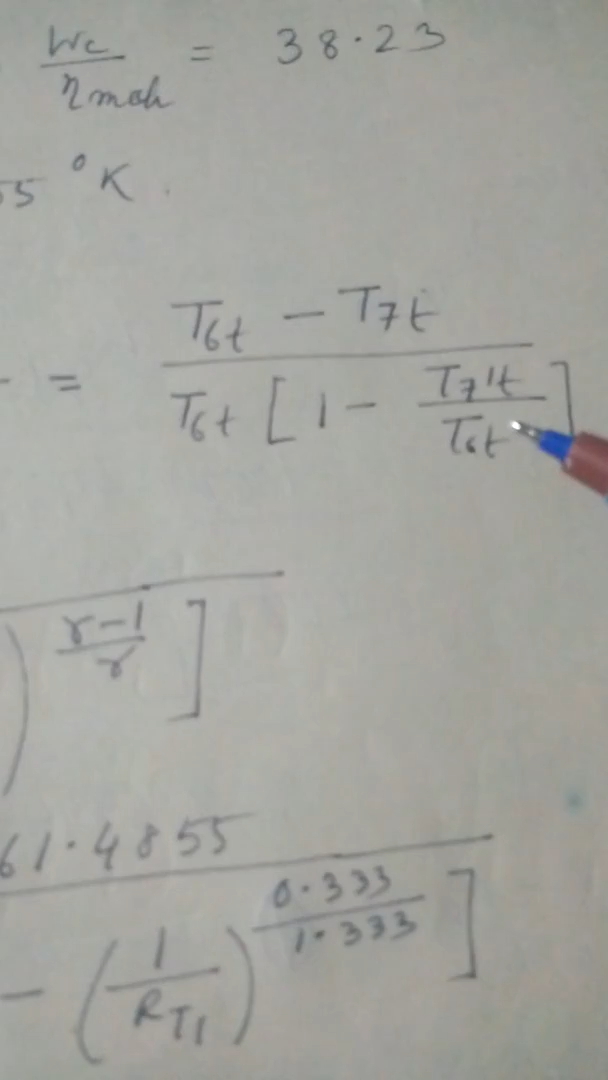 Wc / ηmech = 38.23
55 °K.
= T6t - T7t / T6t [1 - T7't / T6t]
)^(γ-1 / γ) ]
61.4855
- (1 / RT1)^(0.333 / 1.333) ]